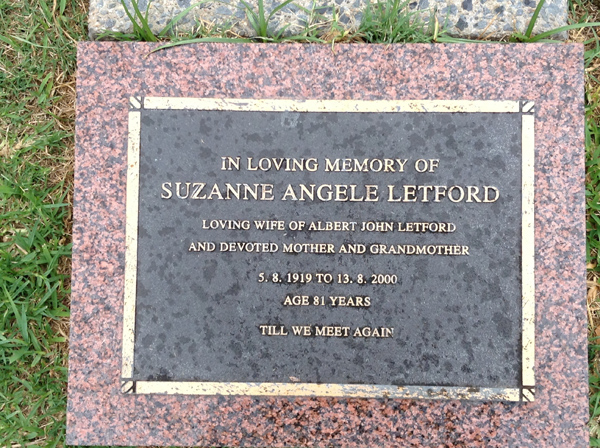 IN LOVING MEMORY OF
SUZANNE ANGELE LETFORD
LOVING WIFE OF ALBERT JOHN LETFORD
AND DEVOTED MOTHER AND GRANDMOTHER
5. 8. 1919 TO 13. 8. 2000
AGE 81 YEARS
TILL WE MEET AGAIN